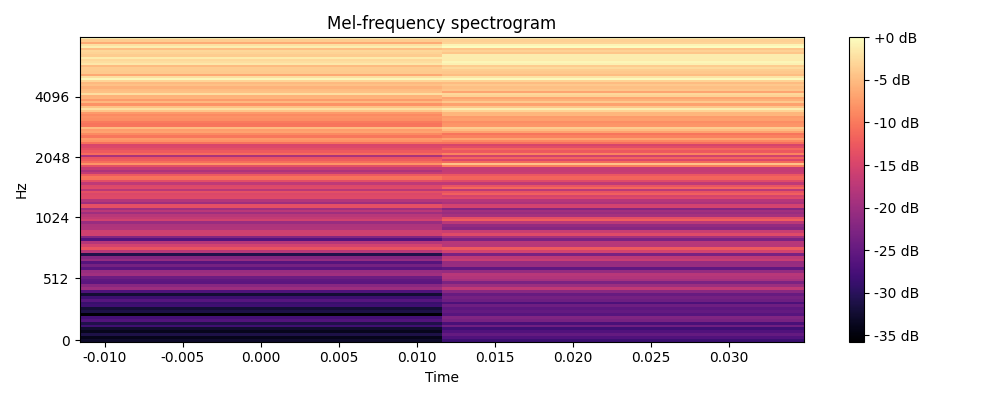 Mel-frequency spectrogram
+0 dB
-5 dB
-10 dB
-15 dB
-20 dB
-25 dB
-30 dB
-35 dB
4096
2048
1024
512
0
Hz
-0.010 -0.005 0.000 0.005 0.010 0.015 0.020 0.025 0.030
Time